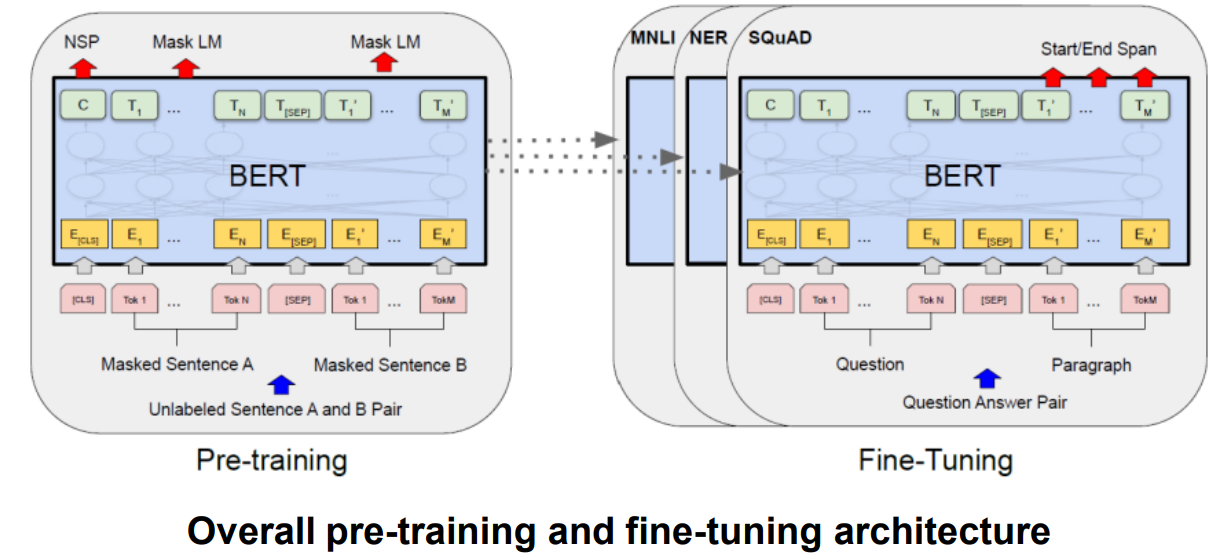 NSP Mask LM Mask LM
C T1 ... TN T[SEP] T1' ... TM'
...
BERT
...
E[CLS] E1 ... EN E[SEP] E1' ... EM'
[CLS] Tok 1 ... Tok N [SEP] Tok 1 ... TokM
Masked Sentence A Masked Sentence B
Unlabeled Sentence A and B Pair
Pre-training
MNLI NER SQuAD
Start/End Span
C T1 ... TN T[SEP] T1' ... TM'
...
BERT
...
E[CLS] E1 ... EN E[SEP] E1' ... EM'
[CLS] Tok 1 ... Tok N [SEP] Tok 1 ... TokM
Question Paragraph
Question Answer Pair
Fine-Tuning
Overall pre-training and fine-tuning architecture